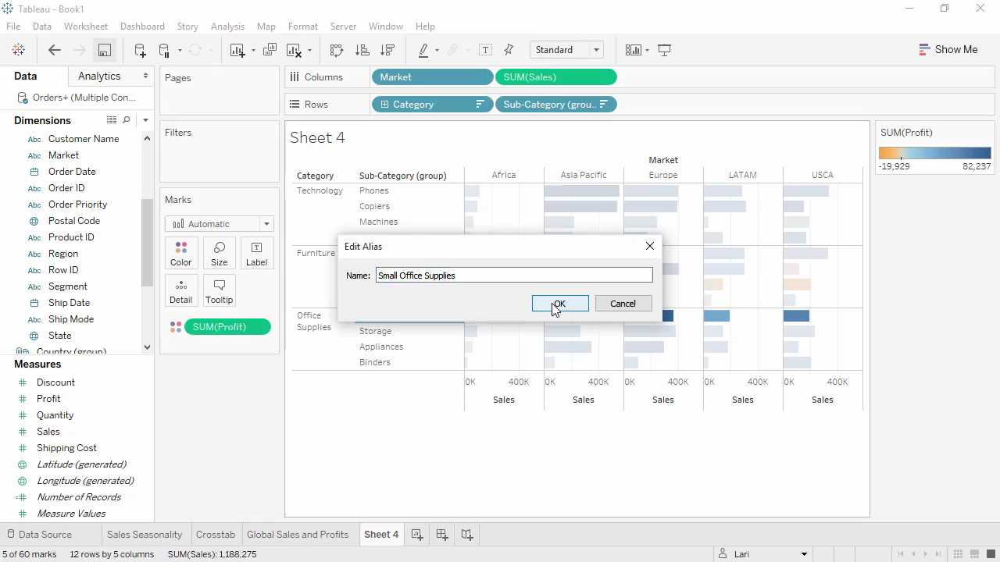 Tableau - Book1
File Data Worksheet Dashboard Story Analysis Map Format Server Window Help
Standard
Show Me
Data Analytics
Orders+ (Multiple Con...
Dimensions
Abc Customer Name
Abc Market
Order Date
Abc Order ID
Abc Order Priority
Postal Code
Abc Product ID
Abc Region
Abc Row ID
Abc Segment
Ship Date
Abc Ship Mode
State
Country (group)
Measures
Discount
Profit
Quantity
Sales
Shipping Cost
Latitude (generated)
Longitude (generated)
Number of Records
Measure Values
Pages
Filters
Marks
Automatic
Color Size Label
Detail Tooltip
SUM(Profit)
Columns Market SUM(Sales)
Rows Category Sub-Category (grou..
Sheet 4
Market
Category Sub-Category (group) Africa Asia Pacific Europe LATAM USCA
Technology Phones
Copiers
Machines
Furniture
Office Supplies
Storage
Appliances
Binders
0K 400K 0K 400K 0K 400K 0K 400K 0K 400K
Sales Sales Sales Sales Sales
Edit Alias
Name: Small Office Supplies
OK Cancel
SUM(Profit)
-19,929 82,237
Data Source Sales Seasonality Crosstab Global Sales and Profits Sheet 4
5 of 60 marks 12 rows by 5 columns SUM(Sales): 1,188,275 Lari